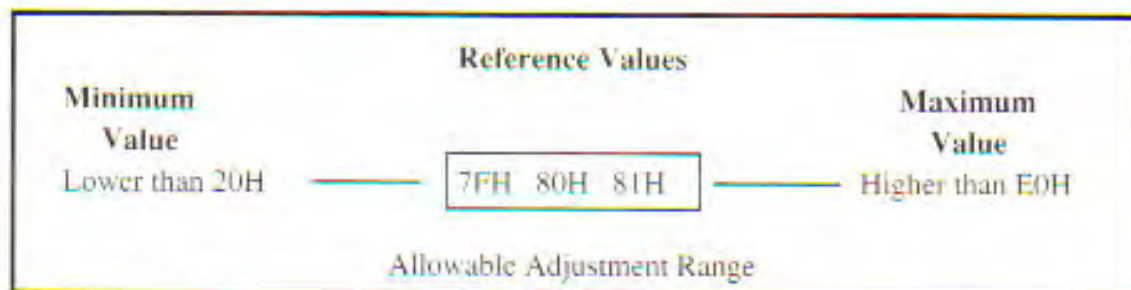 Reference Values
Minimum Value
Maximum Value
Lower than 20H
7FH 80H 81H
Higher than E0H
Allowable Adjustment Range